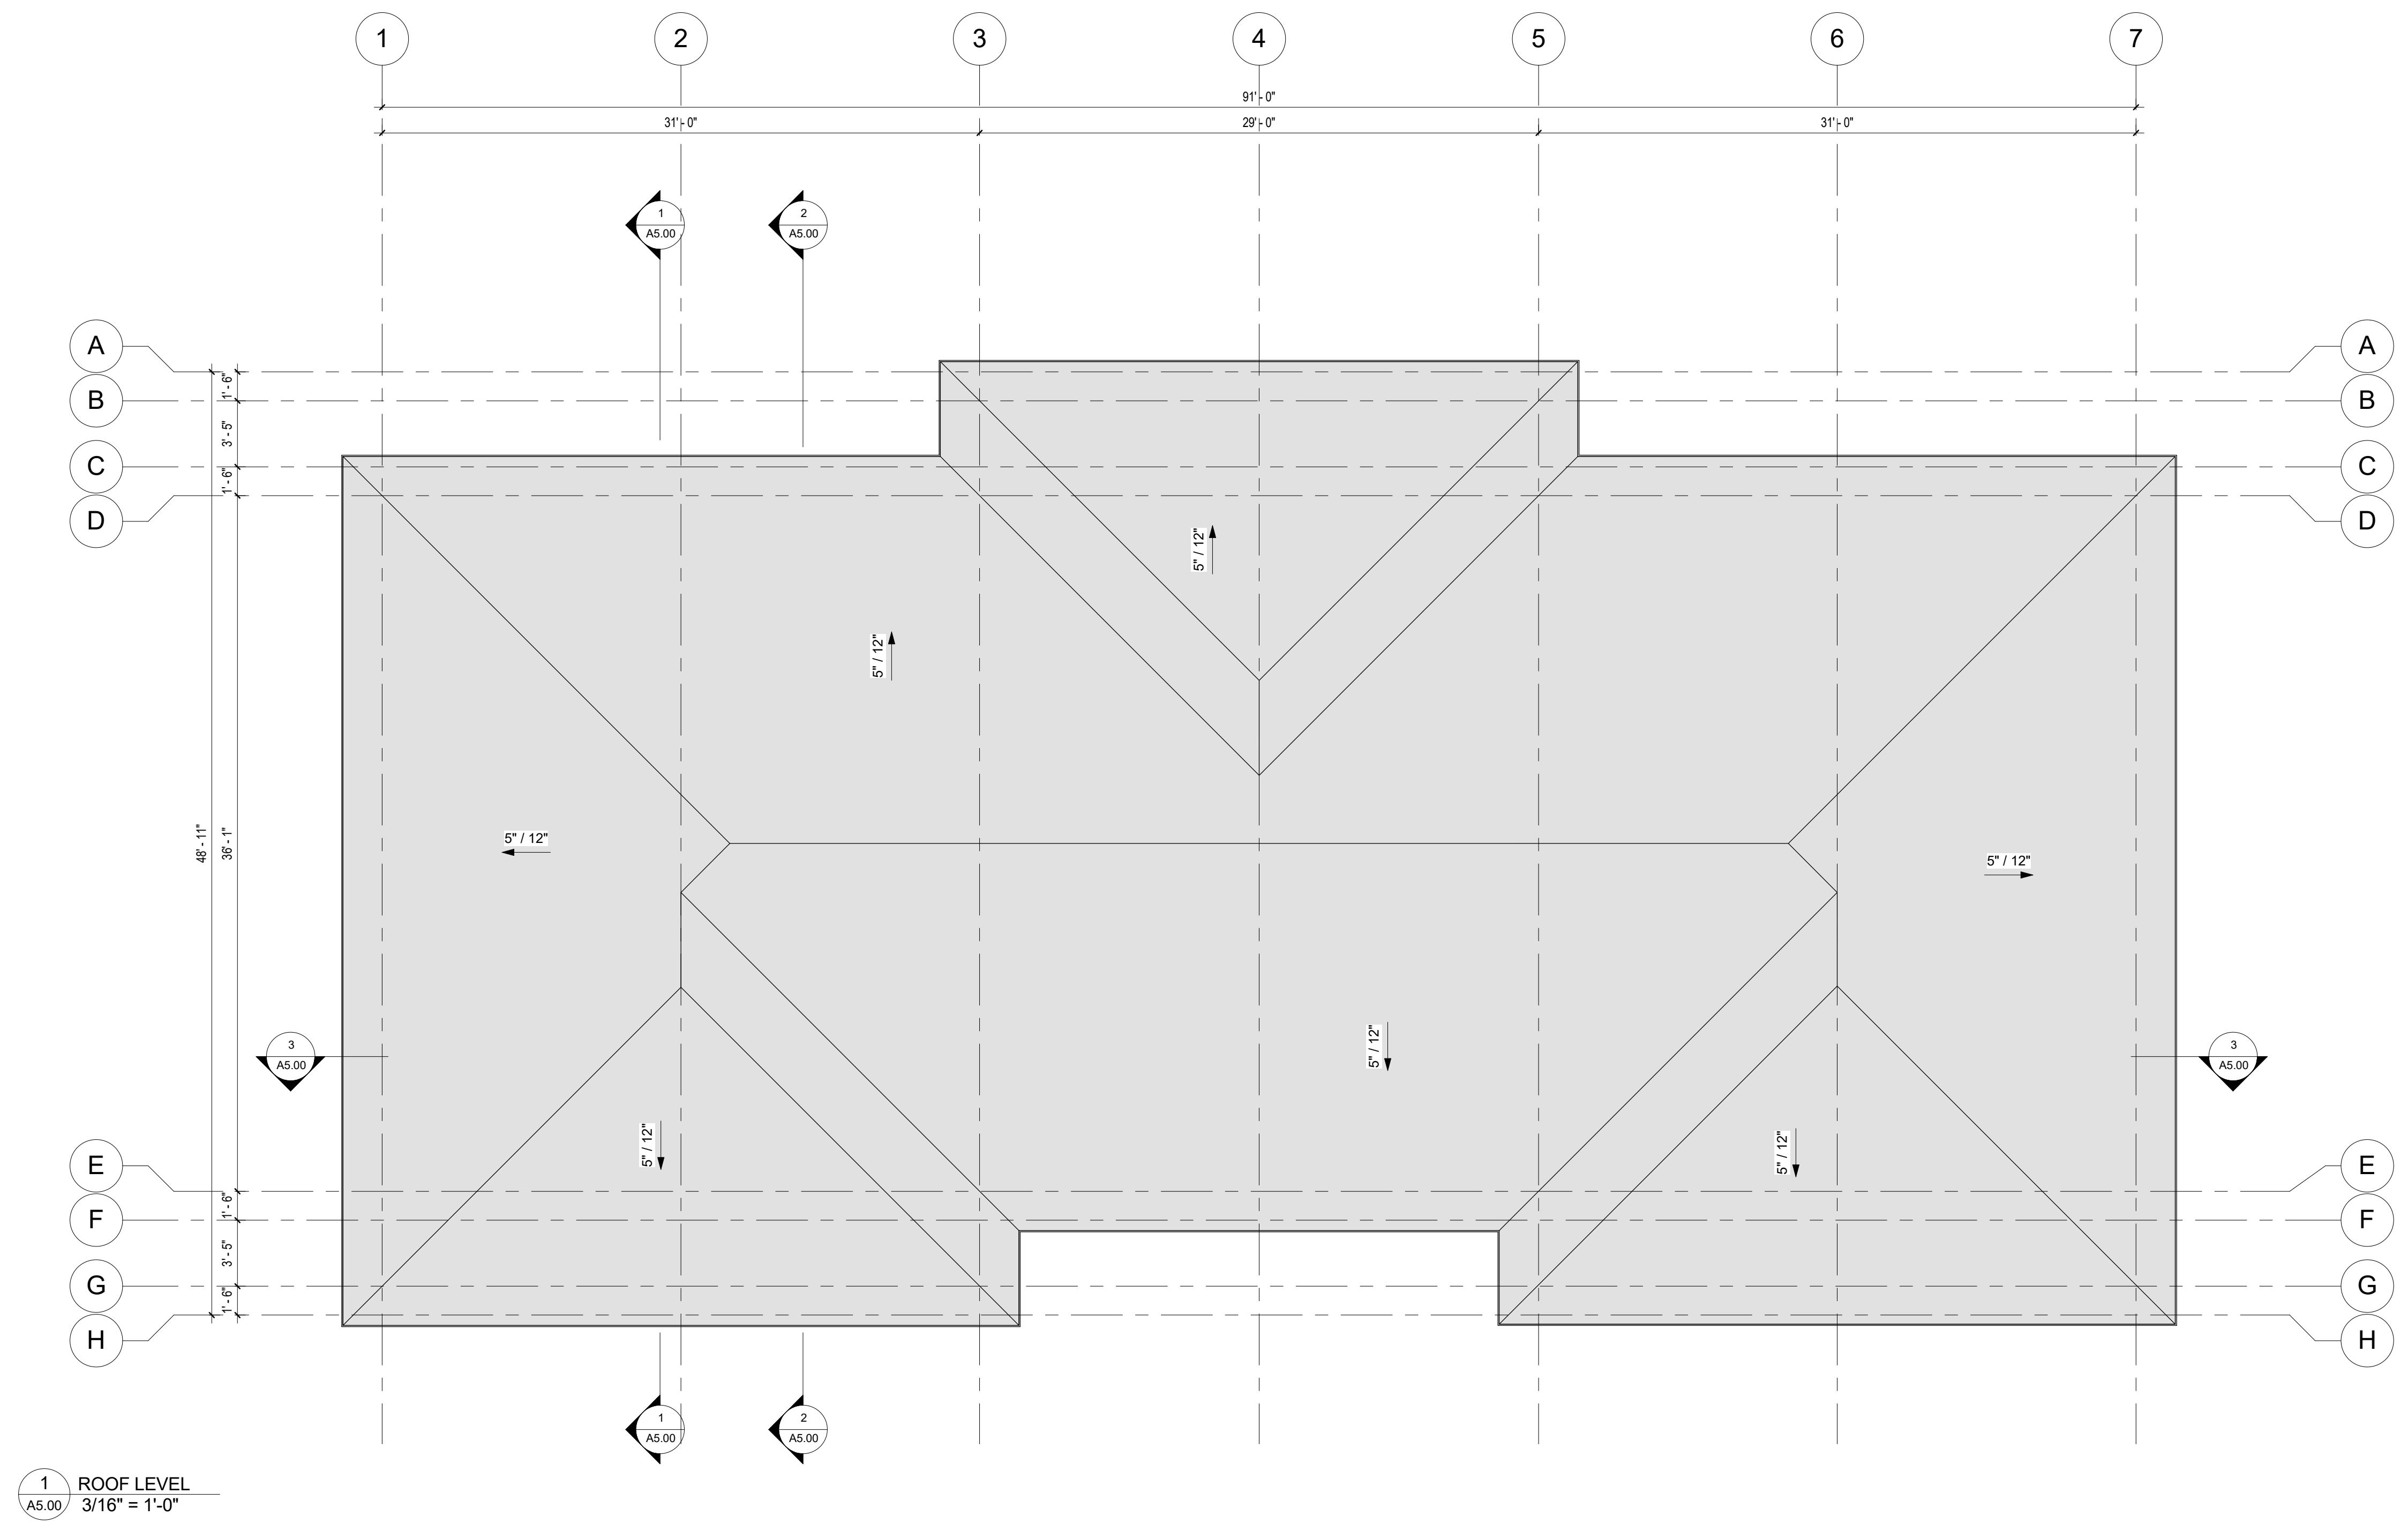 1 2 3 4 5 6 7
91' - 0"
31' - 0" 29' - 0" 31' - 0"
1 2
A5.00 A5.00
A A
1' - 6"
B B
3' - 5"
C C
1' - 6"
D D
5" / 12"
5" / 12"
5" / 12"
48' - 11" 36' - 1"
5" / 12"
3 3
A5.00 A5.00
5" / 12"
5" / 12"
5" / 12"
E E
1' - 6"
F F
3' - 5"
G G
1' - 6"
H H
1 2
A5.00 A5.00
1 ROOF LEVEL
A5.00 3/16" = 1'-0"